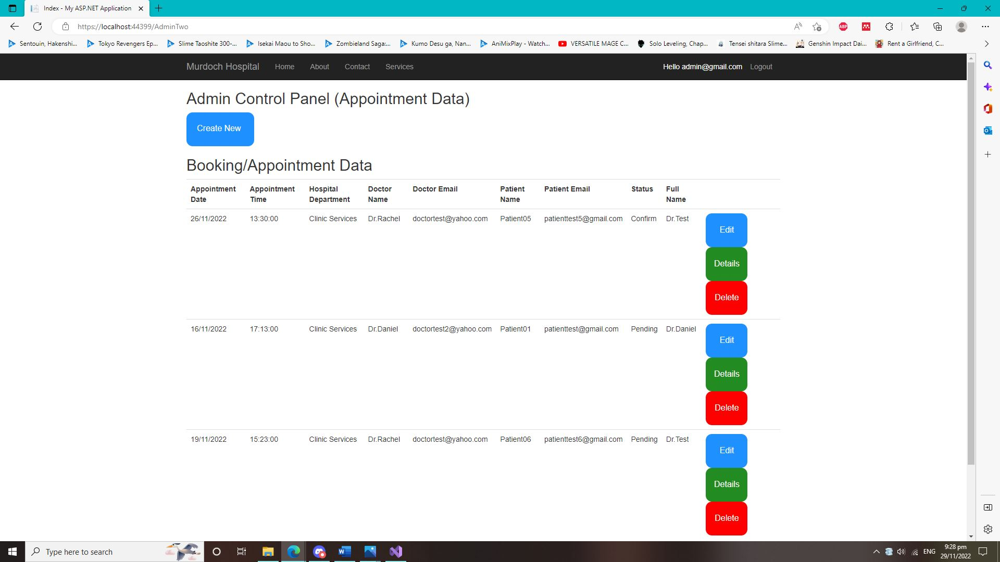 Index - My ASP.NET Application
https://localhost:44399/AdminTwo
ABP
Sentouin, Hakenshi... Tokyo Revengers Ep... Slime Taoshite 300-... Isekai Maou to Sho... Zombieland Saga:... Kumo Desu ga, Nan... AniMixPlay - Watch... VERSATILE MAGE C... Solo Leveling, Chap... Tensei shitara Slime... Genshin Impact Dai... Rent a Girlfriend, C...
Murdoch Hospital Home About Contact Services Hello admin@gmail.com Logout
Admin Control Panel (Appointment Data)
Create New
Booking/Appointment Data
Appointment Date Appointment Time Hospital Department Doctor Name Doctor Email Patient Name Patient Email Status Full Name
26/11/2022 13:30:00 Clinic Services Dr.Rachel doctortest@yahoo.com Patient05 patienttest5@gmail.com Confirm Dr.Test
Edit
Details
Delete
16/11/2022 17:13:00 Clinic Services Dr.Daniel doctortest2@yahoo.com Patient01 patienttest@gmail.com Pending Dr.Daniel
Edit
Details
Delete
19/11/2022 15:23:00 Clinic Services Dr.Rachel doctortest@yahoo.com Patient06 patienttest6@gmail.com Pending Dr.Test
Edit
Details
Delete
Type here to search
ENG
9:28 pm
29/11/2022